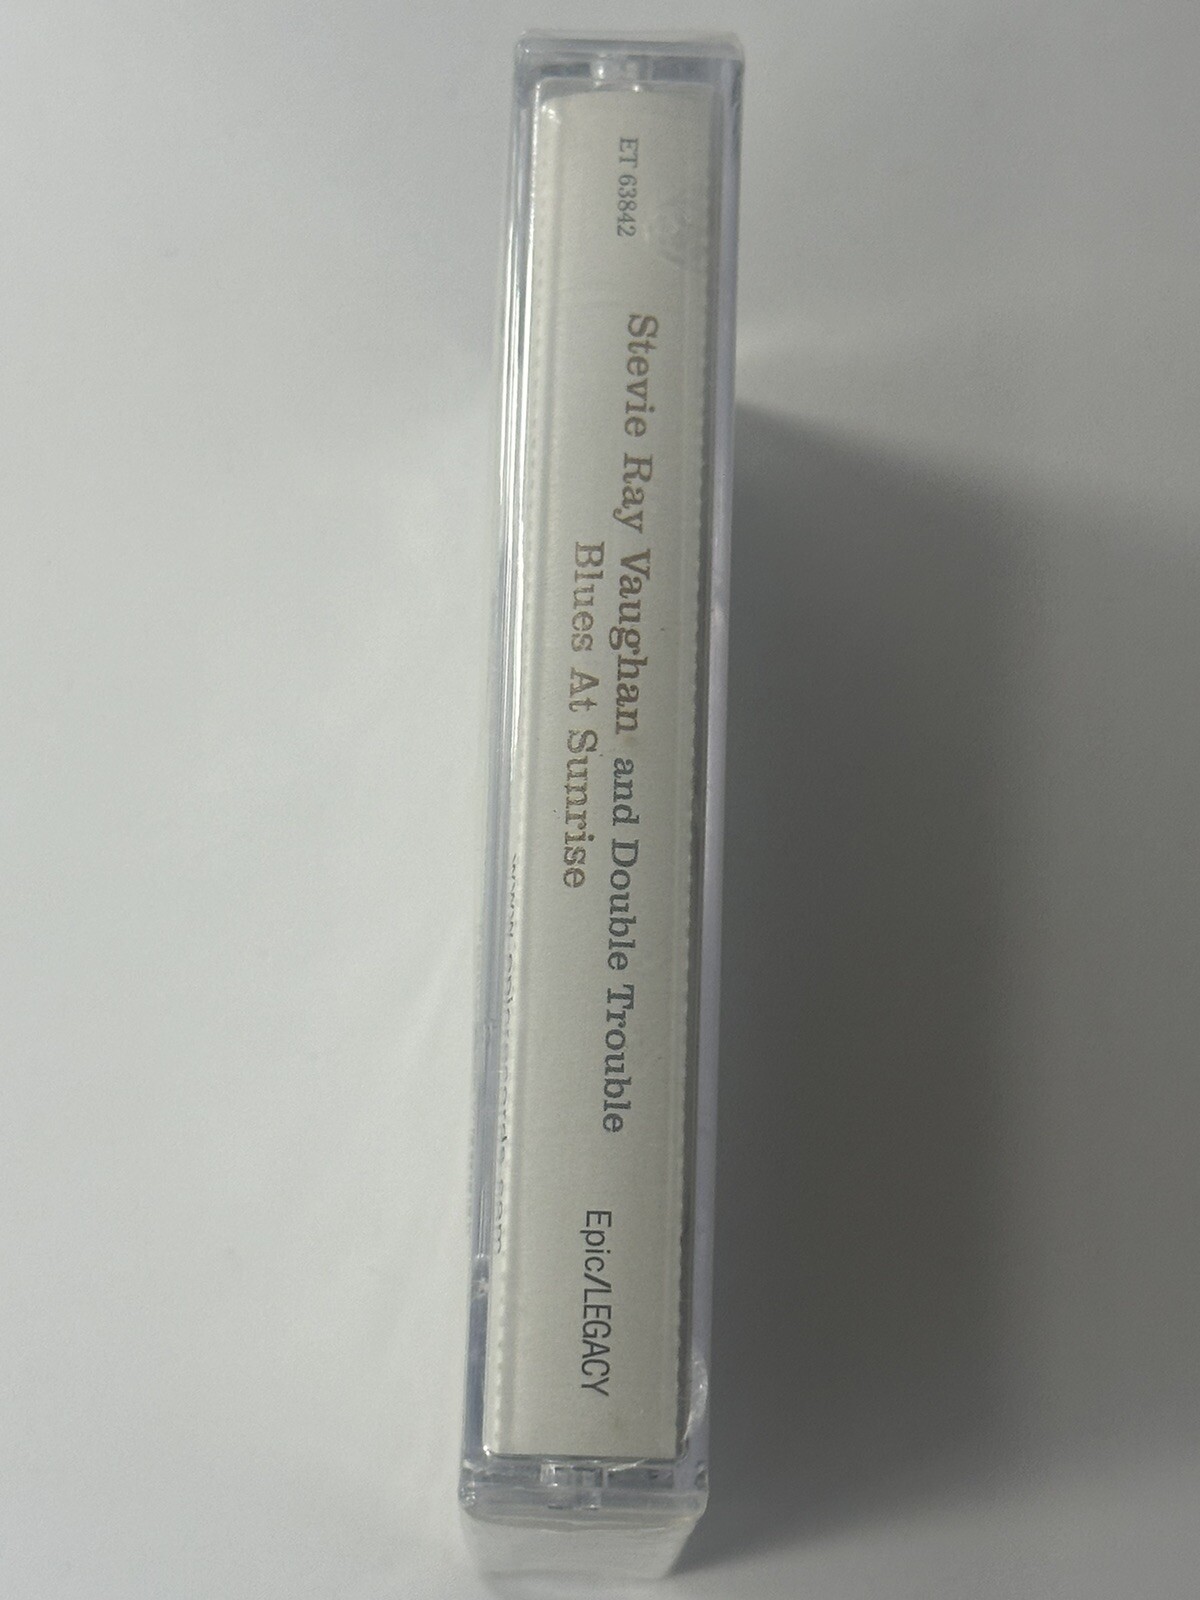 ET 63842
Stevie Ray Vaughan and Double Trouble
Blues At Sunrise
Epic/LEGACY